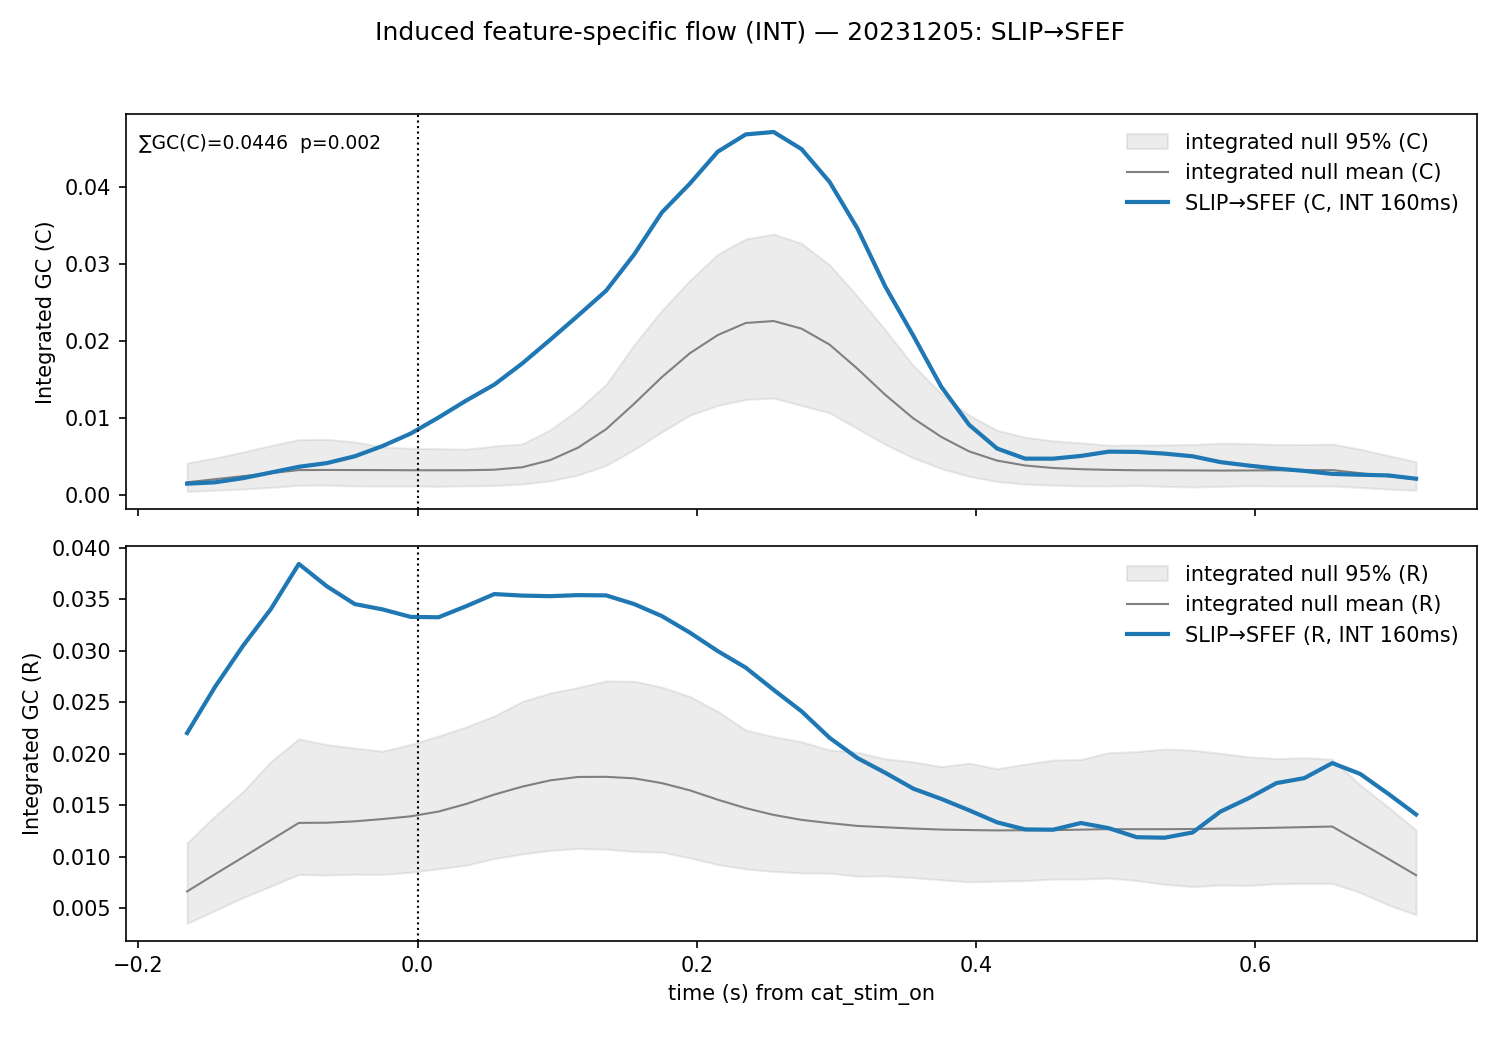 Induced feature-specific flow (INT) — 20231205: SLIP→SFEF
∑GC(C)=0.0446  p=0.002
integrated null 95% (C)
integrated null mean (C)
SLIP→SFEF (C, INT 160ms)
Integrated GC (C)
0.04
0.03
0.02
0.01
0.00
integrated null 95% (R)
integrated null mean (R)
SLIP→SFEF (R, INT 160ms)
Integrated GC (R)
0.040
0.035
0.030
0.025
0.020
0.015
0.010
0.005
−0.2 0.0 0.2 0.4 0.6
time (s) from cat_stim_on